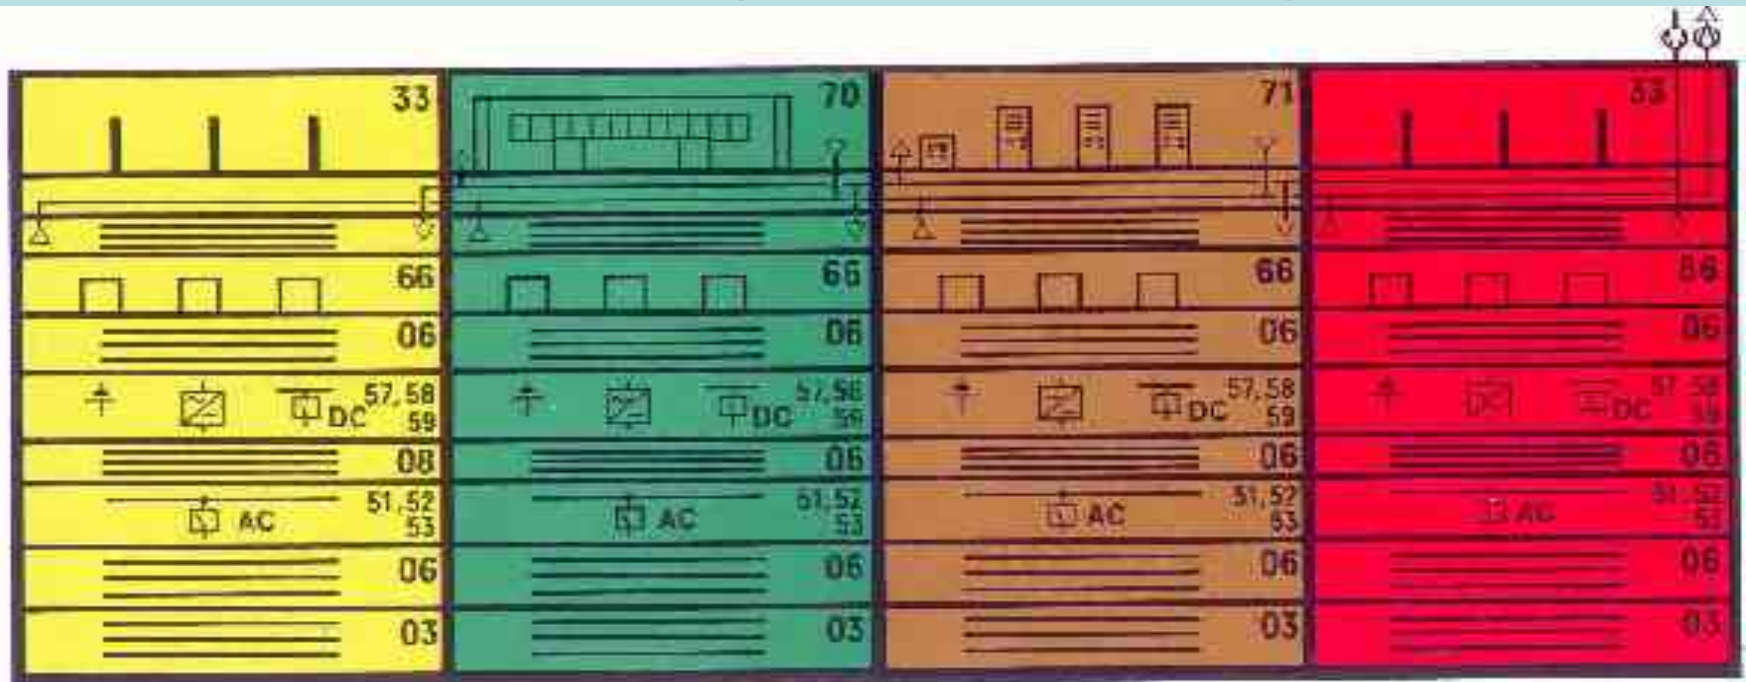 33 70 71 33
66 66 66 66
06 06 06 06
57,58 57,58 57,58 57,58
DC 59 DC 59 DC 59 DC 59
08 06 06 06
51,52 51,52 51,52 51,52
AC 53 AC 53 AC 53 AC 53
06 06 06 06
03 03 03 03